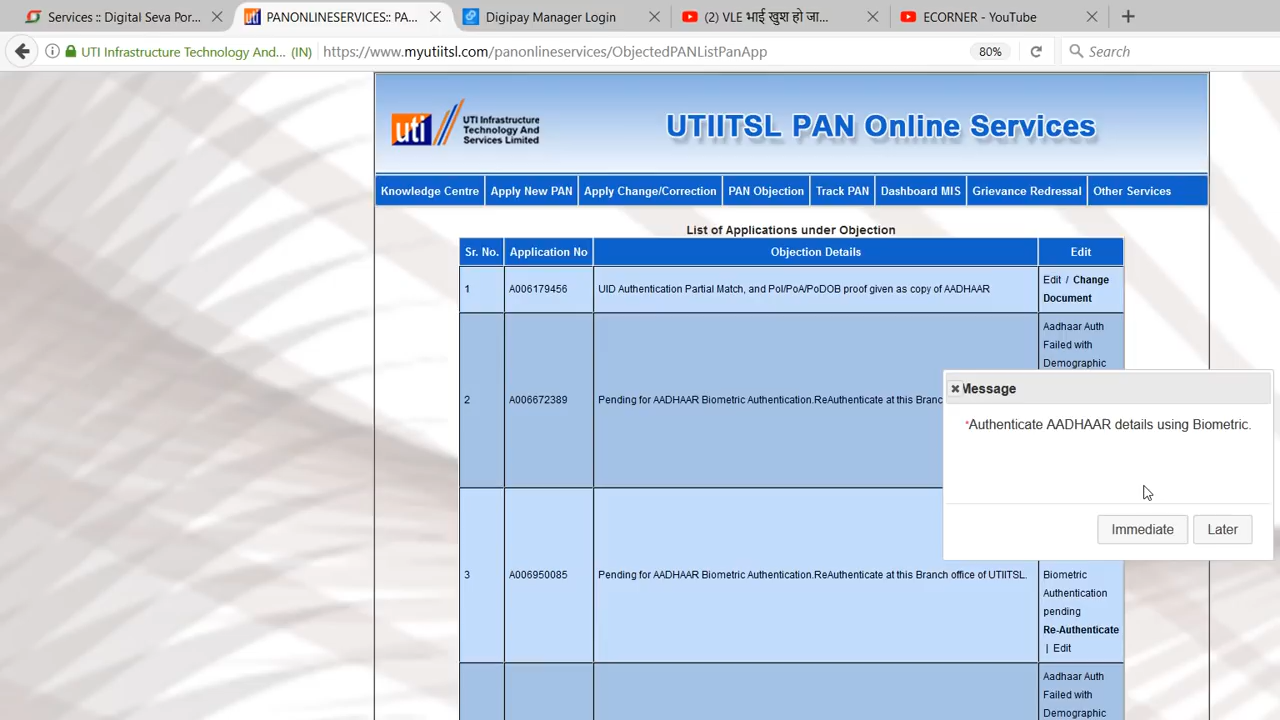 Services :: Digital Seva Por...
PANONLINESERVICES:: PA...
Digipay Manager Login
(2) VLE भाई खुश हो जा...
ECORNER - YouTube
UTI Infrastructure Technology And... (IN)
https://www.myutiitsl.com/panonlineservices/ObjectedPANListPanApp
80%
Search
uti
UTI Infrastructure
Technology And
Services Limited
UTIITSL PAN Online Services
Knowledge Centre
Apply New PAN
Apply Change/Correction
PAN Objection
Track PAN
Dashboard MIS
Grievance Redressal
Other Services
List of Applications under Objection
Sr. No.
Application No
Objection Details
Edit
1
A006179456
UID Authentication Partial Match, and PoI/PoA/PoDOB proof given as copy of AADHAAR
Edit / Change
Document
2
A006672389
Pending for AADHAAR Biometric Authentication.ReAuthenticate at this Branc
Aadhaar Auth
Failed with
Demographic
Message
*Authenticate AADHAAR details using Biometric.
Immediate
Later
3
A006950085
Pending for AADHAAR Biometric Authentication.ReAuthenticate at this Branch office of UTIITSL.
Biometric
Authentication
pending
Re-Authenticate
| Edit
Aadhaar Auth
Failed with
Demographic